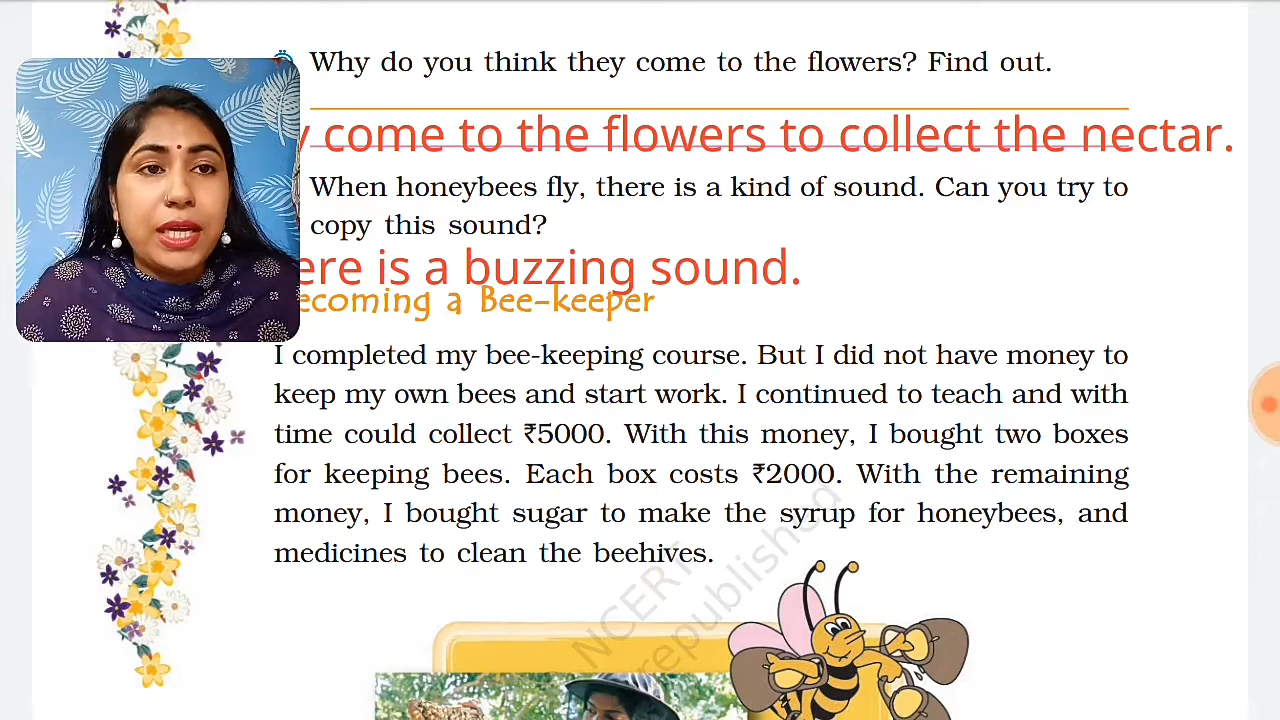 Why do you think they come to the flowers? Find out.
y come to the flowers to collect the nectar.
When honeybees fly, there is a kind of sound. Can you try to
copy this sound?
ere is a buzzing sound.
ecoming a Bee-keeper
I completed my bee-keeping course. But I did not have money to
keep my own bees and start work. I continued to teach and with
time could collect ₹5000. With this money, I bought two boxes
for keeping bees. Each box costs ₹2000. With the remaining
money, I bought sugar to make the syrup for honeybees, and
medicines to clean the beehives.
NCERT
republished